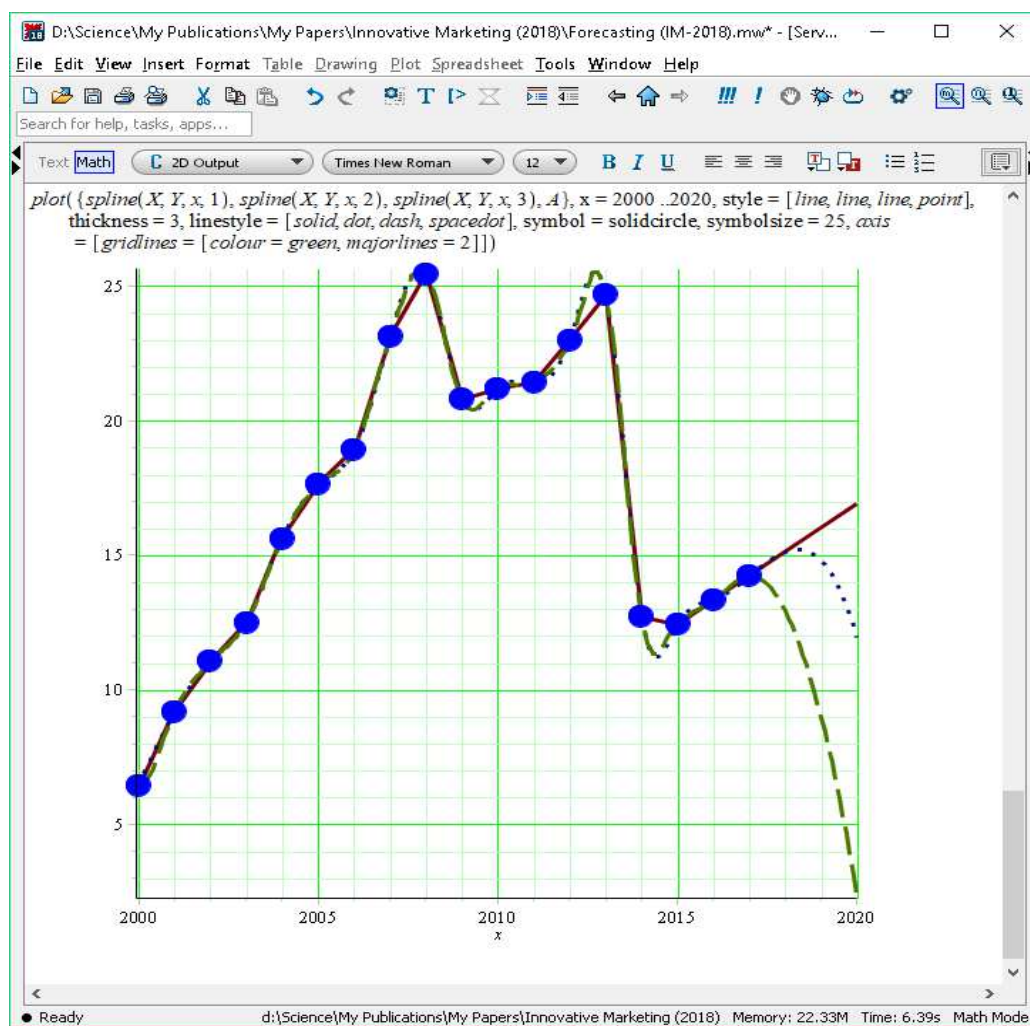 D:\Science\My Publications\My Papers\Innovative Marketing (2018)\Forecasting (IM-2018).mw* - [Serv...
File Edit View Insert Format Table Drawing Plot Spreadsheet Tools Window Help
Search for help, tasks, apps...
Text Math C 2D Output Times New Roman 12 B I U
plot({spline(X, Y, x, 1), spline(X, Y, x, 2), spline(X, Y, x, 3), A}, x = 2000 ..2020, style = [line, line, line, point],
thickness = 3, linestyle = [solid, dot, dash, spacedot], symbol = solidcircle, symbolsize = 25, axis
= [gridlines = [colour = green, majorlines = 2]])
25
20
15
10
5
2000 2005 2010 2015 2020
x
Ready d:\Science\My Publications\My Papers\Innovative Marketing (2018) Memory: 22.33M Time: 6.39s Math Mode